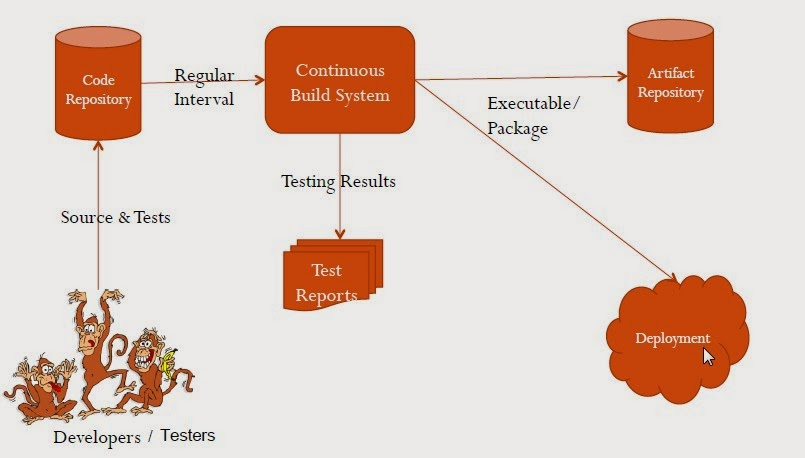 Code
Repository
Regular
Interval
Continuous
Build System
Executable/
Package
Artifact
Repository
Testing Results
Source & Tests
Test
Reports
Deployment
Developers / Testers